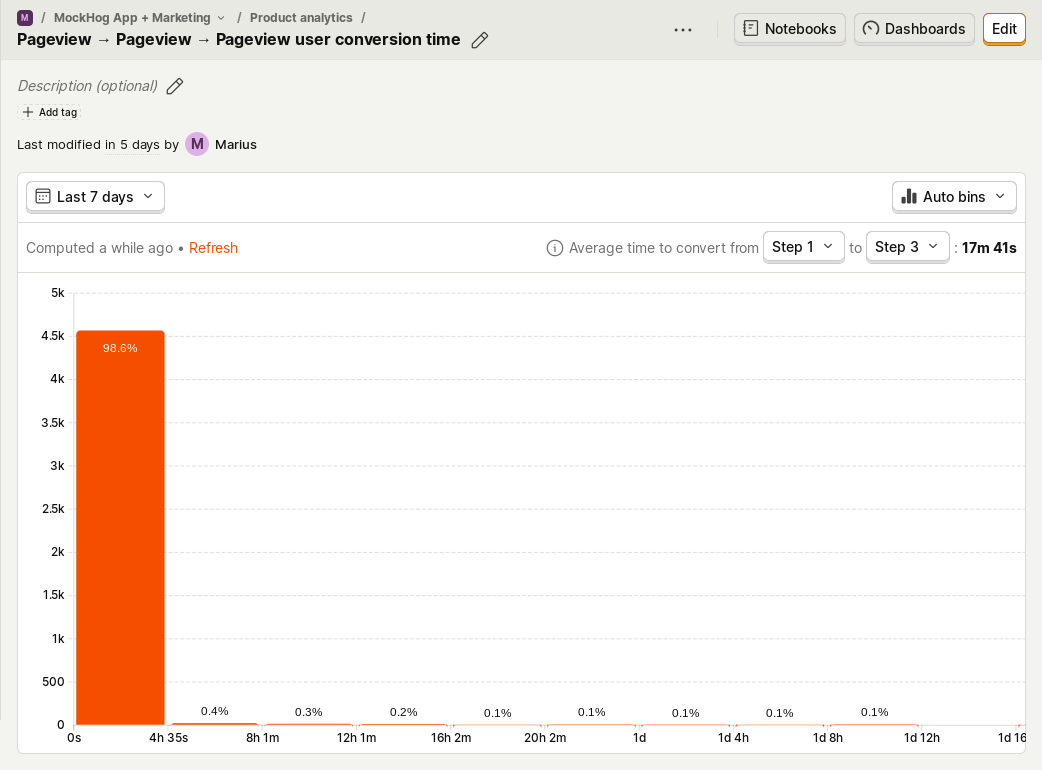 M / MockHog App + Marketing / Product analytics /
Pageview → Pageview → Pageview user conversion time
Notebooks
Dashboards
Edit
Description (optional)
+ Add tag
Last modified in 5 days by M Marius
Last 7 days
Auto bins
Computed a while ago • Refresh
Average time to convert from Step 1 to Step 3 : 17m 41s
5k
4.5k
98.6%
4k
3.5k
3k
2.5k
2k
1.5k
1k
500
0.4% 0.3% 0.2% 0.1% 0.1% 0.1% 0.1% 0.1%
0
0s 4h 35s 8h 1m 12h 1m 16h 2m 20h 2m 1d 1d 4h 1d 8h 1d 12h 1d 16